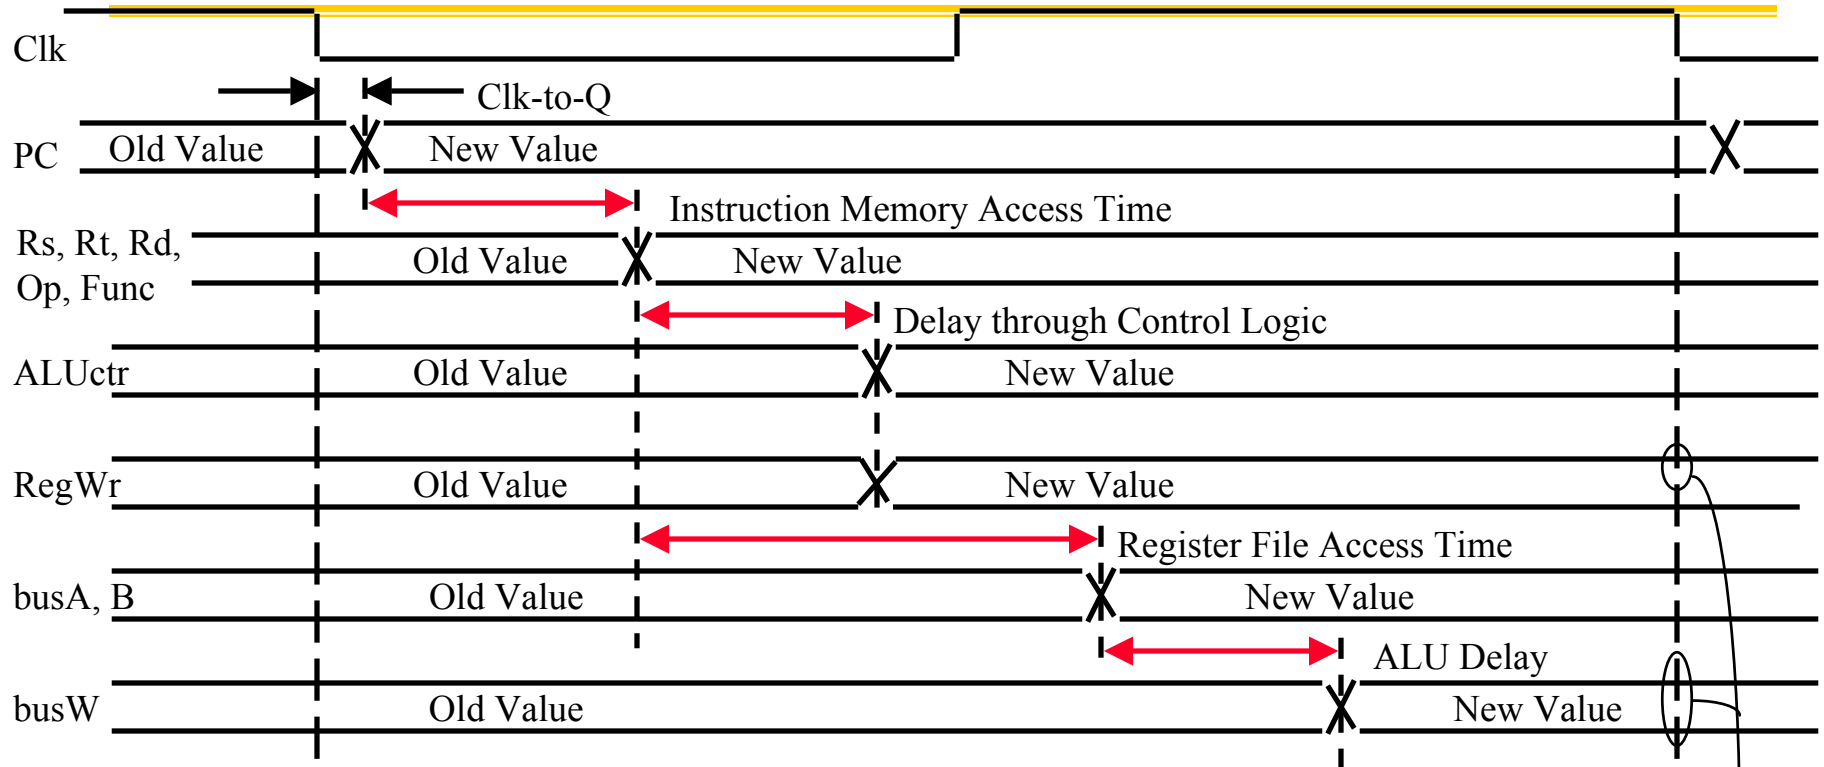 Clk
Clk-to-Q
PC Old Value New Value
Instruction Memory Access Time
Rs, Rt, Rd,
Op, Func
Old Value New Value
Delay through Control Logic
ALUctr Old Value New Value
RegWr Old Value New Value
Register File Access Time
busA, B Old Value New Value
ALU Delay
busW Old Value New Value